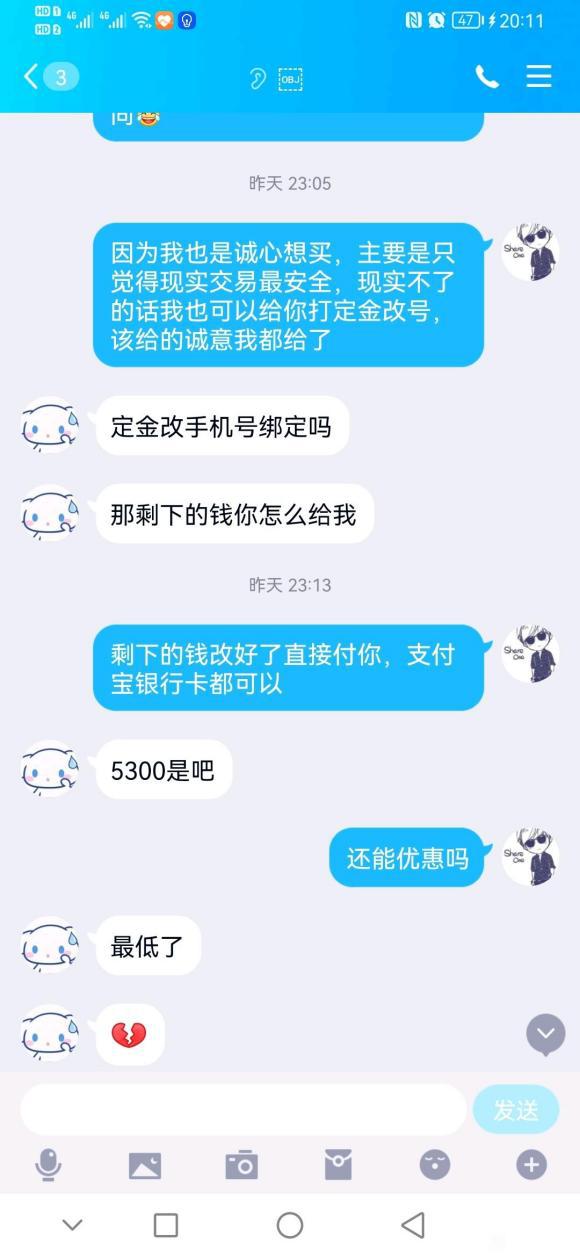 HD 1 4G 4G 47 20:11
HD 2
3 OBJ
问😂
昨天 23:05
因为我也是诚心想买，主要是只
觉得现实交易最安全，现实不了
的话我也可以给你打定金改号，
该给的诚意我都给了
Share
One
定金改手机号绑定吗
那剩下的钱你怎么给我
昨天 23:13
剩下的钱改好了直接付你，支付
宝银行卡都可以
Share
One
5300是吧
还能优惠吗
Share
One
最低了
💔
发送